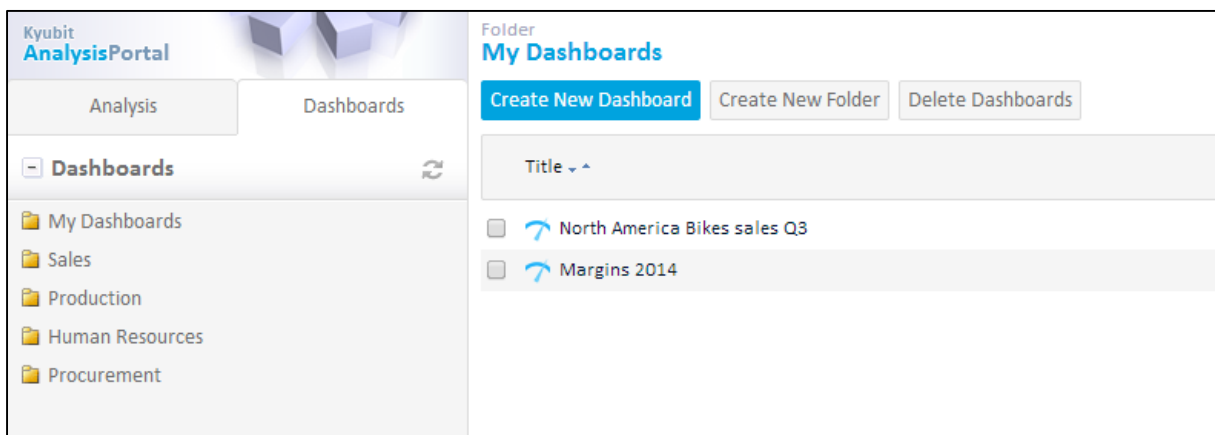 Kyubit
AnalysisPortal
Analysis
Dashboards
Dashboards
My Dashboards
Sales
Production
Human Resources
Procurement
Folder
My Dashboards
Create New Dashboard
Create New Folder
Delete Dashboards
Title
North America Bikes sales Q3
Margins 2014